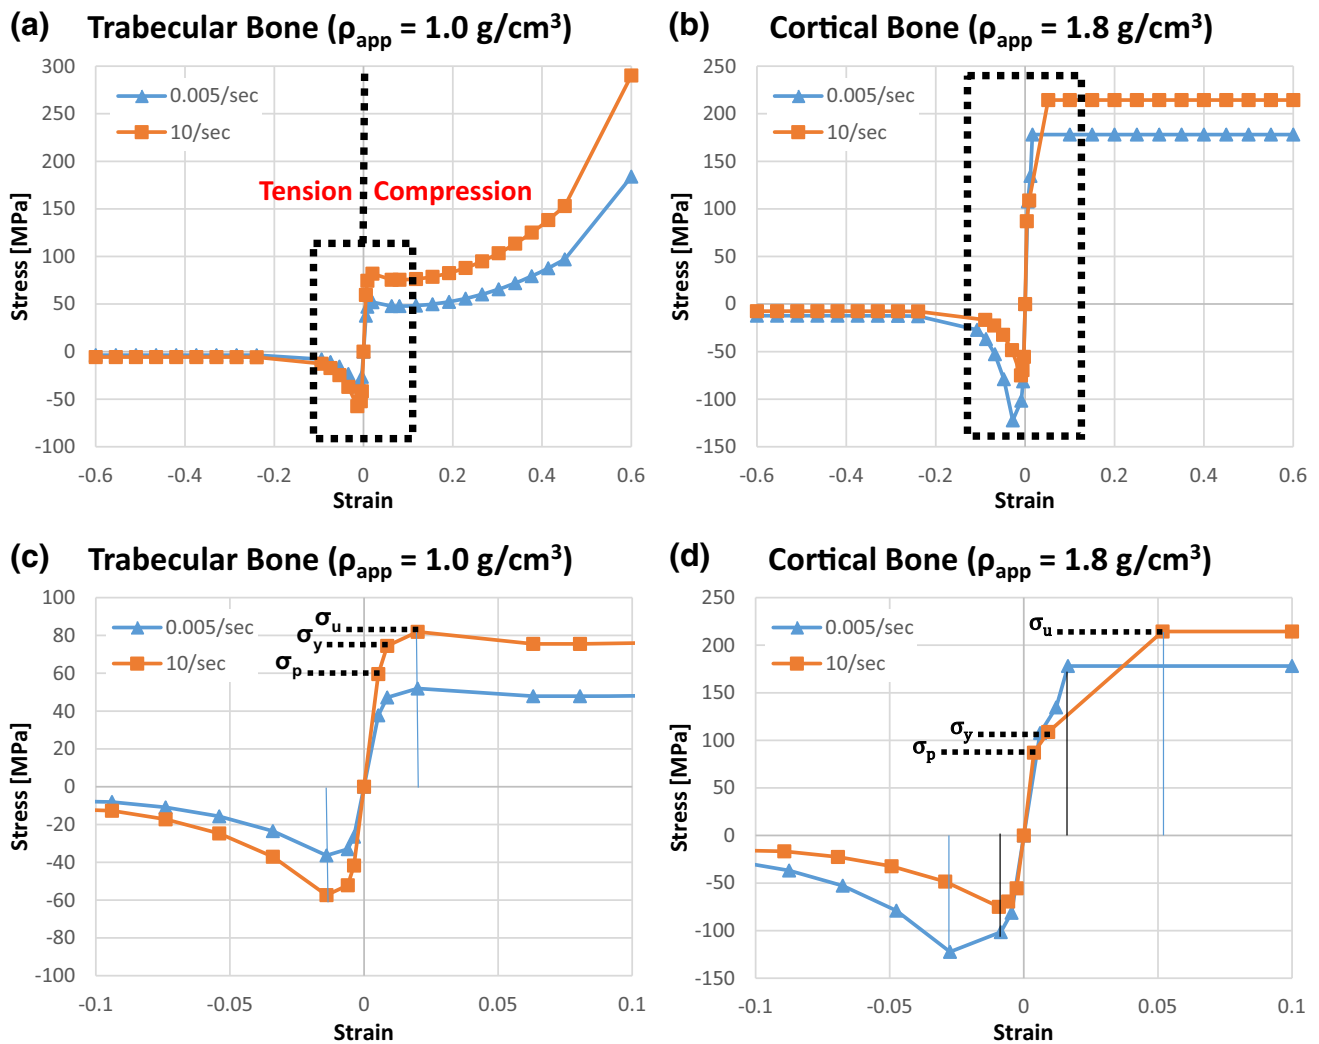 (a) Trabecular Bone (ρapp = 1.0 g/cm³)
300
250
200
150
100
50
0
-50
-100
Stress [MPa]
0.005/sec
10/sec
Tension Compression
-0.6 -0.4 -0.2 0 0.2 0.4 0.6
Strain
(b) Cortical Bone (ρapp = 1.8 g/cm³)
250
200
150
100
50
0
-50
-100
-150
Stress [MPa]
0.005/sec
10/sec
-0.6 -0.4 -0.2 0 0.2 0.4 0.6
Strain
(c) Trabecular Bone (ρapp = 1.0 g/cm³)
100
80
60
40
20
0
-20
-40
-60
-80
-100
Stress [MPa]
0.005/sec
10/sec
σu
σy
σp
-0.1 -0.05 0 0.05 0.1
Strain
(d) Cortical Bone (ρapp = 1.8 g/cm³)
250
200
150
100
50
0
-50
-100
-150
Stress [MPa]
0.005/sec
10/sec
σu
σy
σp
-0.1 -0.05 0 0.05 0.1
Strain